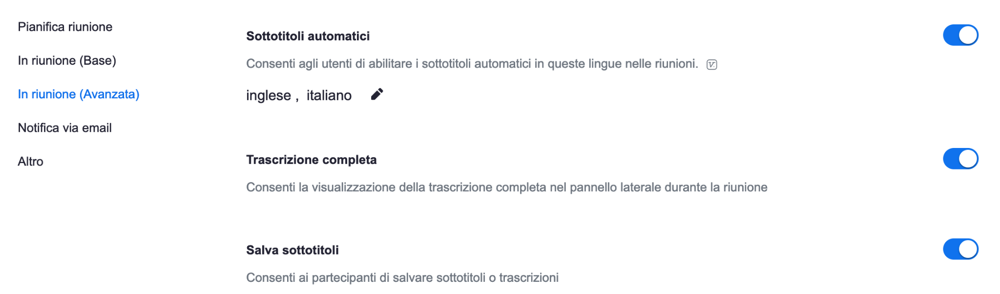 Pianifica riunione
In riunione (Base)
In riunione (Avanzata)
Notifica via email
Altro
Sottotitoli automatici
Consenti agli utenti di abilitare i sottotitoli automatici in queste lingue nelle riunioni.
inglese , italiano
Trascrizione completa
Consenti la visualizzazione della trascrizione completa nel pannello laterale durante la riunione
Salva sottotitoli
Consenti ai partecipanti di salvare sottotitoli o trascrizioni